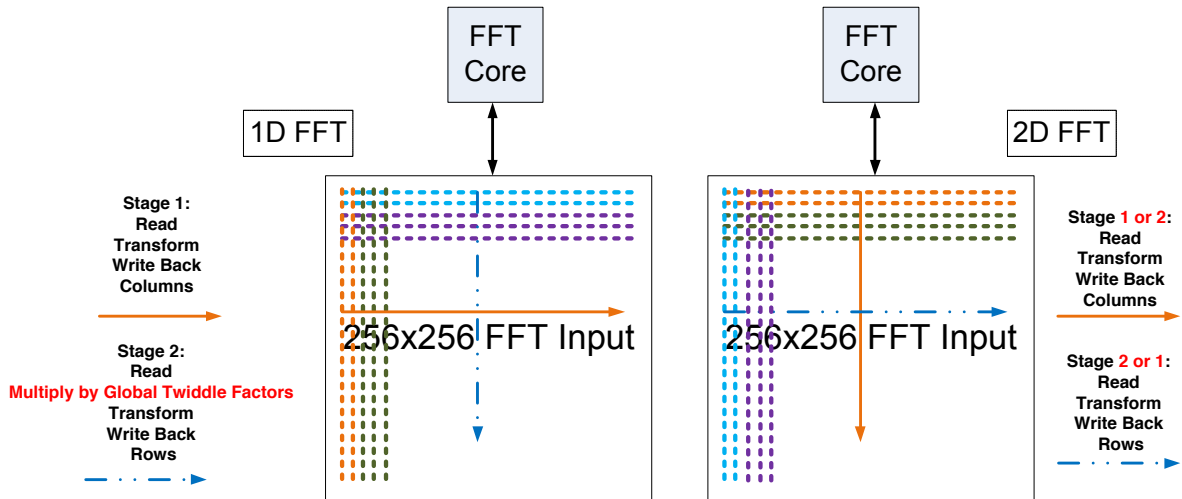 FFT
Core
FFT
Core
1D FFT
2D FFT
Stage 1:
Read
Transform
Write Back
Columns
Stage 2:
Read
Multiply by Global Twiddle Factors
Transform
Write Back
Rows
256x256 FFT Input
256x256 FFT Input
Stage 1 or 2:
Read
Transform
Write Back
Columns
Stage 2 or 1:
Read
Transform
Write Back
Rows